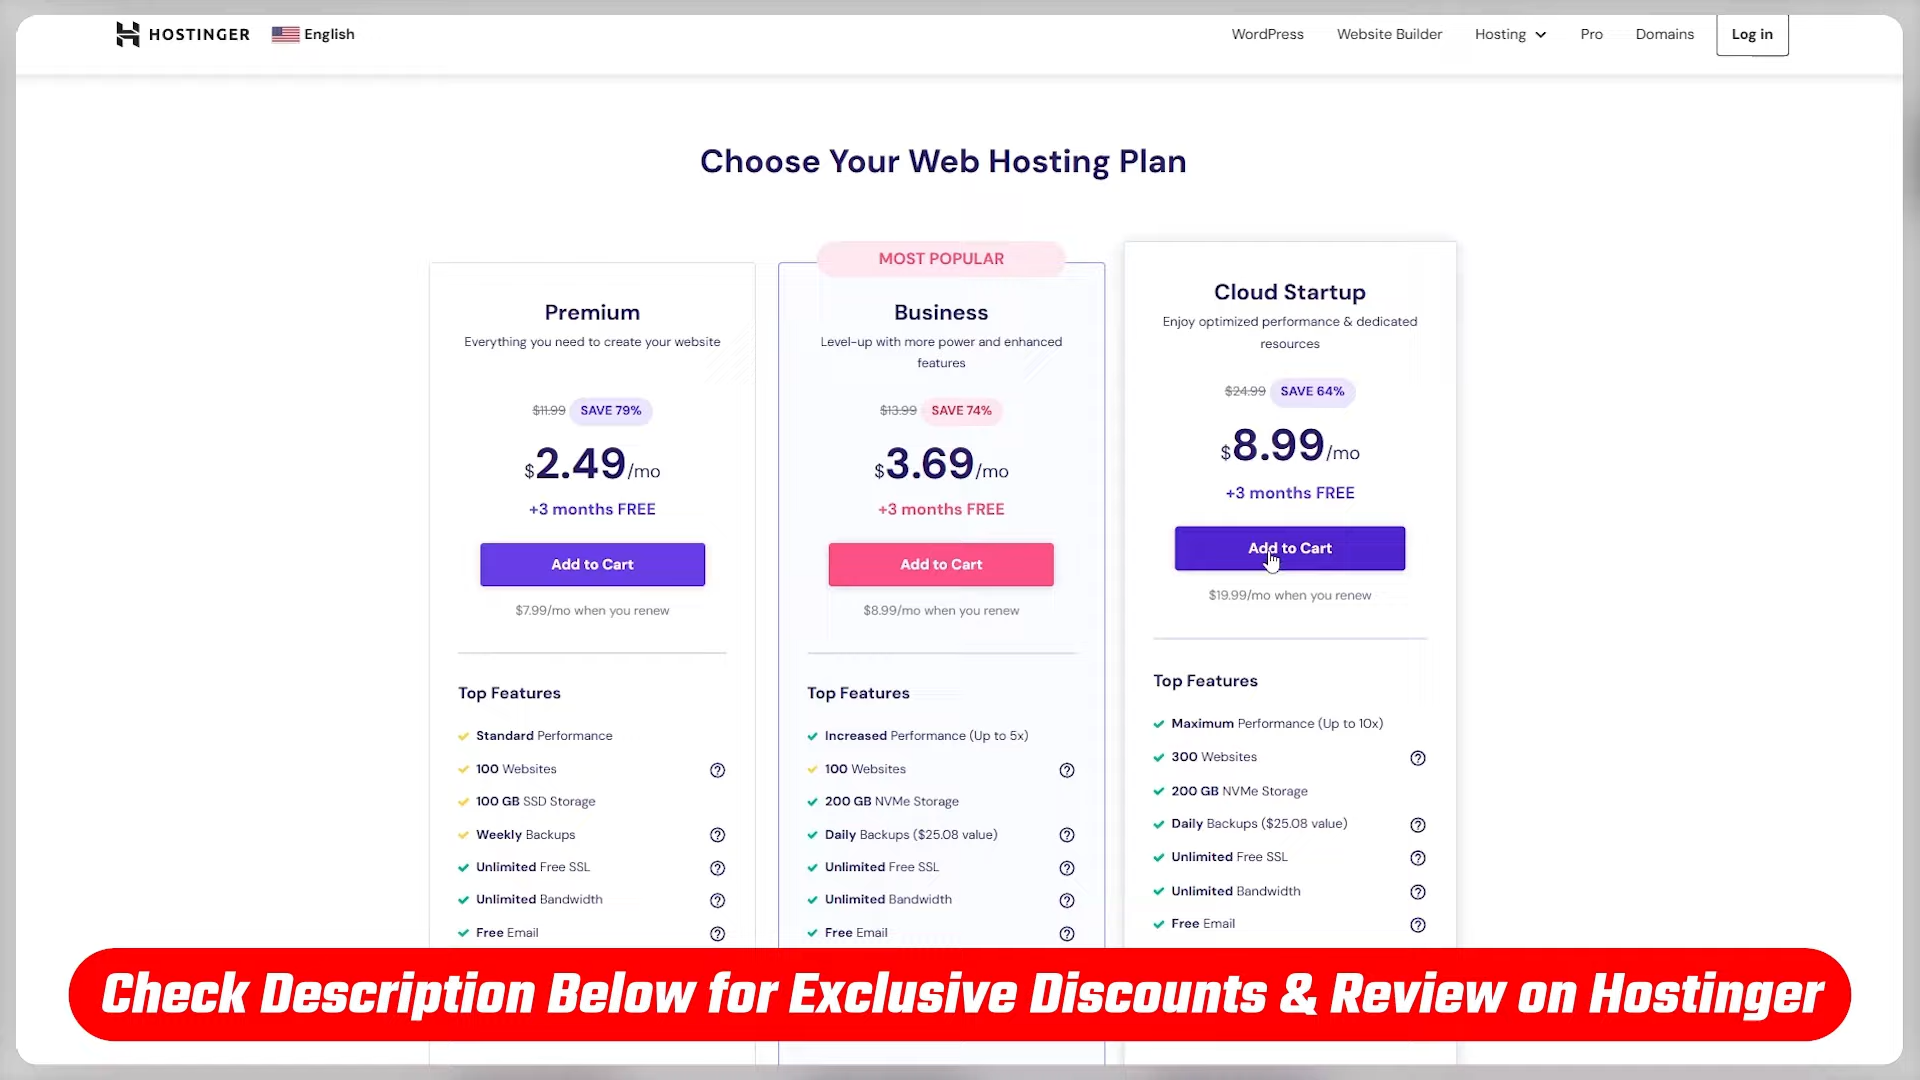 HOSTINGER
English
WordPress
Website Builder
Hosting
Pro
Domains
Log in
Choose Your Web Hosting Plan
Premium
Everything you need to create your website
$11.99 SAVE 79%
$2.49/mo
+3 months FREE
Add to Cart
$7.99/mo when you renew
Top Features
Standard Performance
100 Websites
100 GB SSD Storage
Weekly Backups
Unlimited Free SSL
Unlimited Bandwidth
Free Email
MOST POPULAR
Business
Level-up with more power and enhanced
features
$13.99 SAVE 74%
$3.69/mo
+3 months FREE
Add to Cart
$8.99/mo when you renew
Top Features
Increased Performance (Up to 5x)
100 Websites
200 GB NVMe Storage
Daily Backups ($25.08 value)
Unlimited Free SSL
Unlimited Bandwidth
Free Email
Cloud Startup
Enjoy optimized performance & dedicated
resources
$24.99 SAVE 64%
$8.99/mo
+3 months FREE
Add to Cart
$19.99/mo when you renew
Top Features
Maximum Performance (Up to 10x)
300 Websites
200 GB NVMe Storage
Daily Backups ($25.08 value)
Unlimited Free SSL
Unlimited Bandwidth
Free Email
Check Description Below for Exclusive Discounts & Review on Hostinger